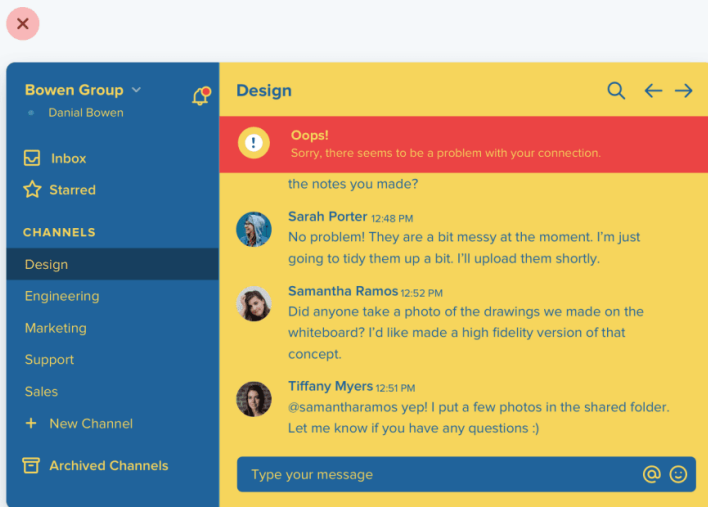 Bowen Group
Danial Bowen
Inbox
Starred
CHANNELS
Design
Engineering
Marketing
Support
Sales
+ New Channel
Archived Channels
Design
Oops!
Sorry, there seems to be a problem with your connection.
the notes you made?
Sarah Porter 12:48 PM
No problem! They are a bit messy at the moment. I’m just
going to tidy them up a bit. I’ll upload them shortly.
Samantha Ramos 12:52 PM
Did anyone take a photo of the drawings we made on the
whiteboard? I’d like made a high fidelity version of that
concept.
Tiffany Myers 12:51 PM
@samantharamos yep! I put a few photos in the shared folder.
Let me know if you have any questions :)
Type your message